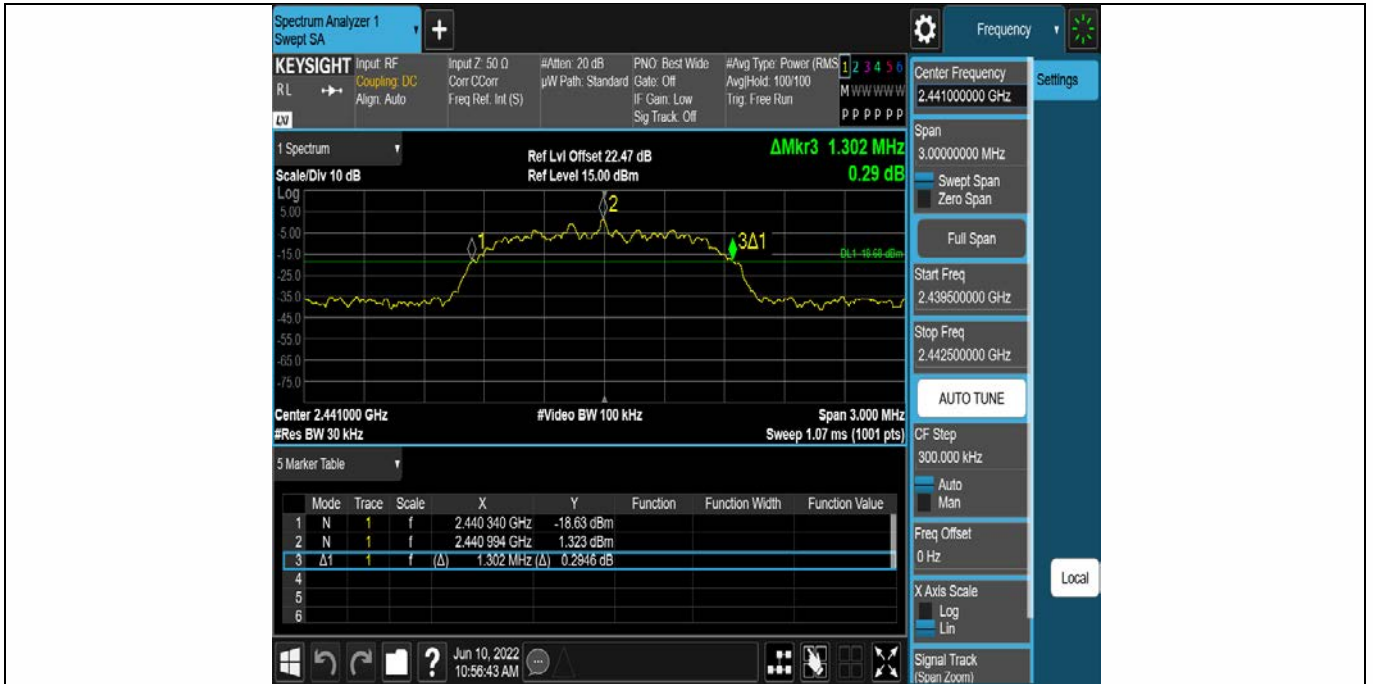 Spectrum Analyzer 1
Swept SA
+
Frequency
KEYSIGHT
RL
LXI
Input: RF
Coupling: DC
Align: Auto
Input Z: 50 Ω
Corr CCorr
Freq Ref: Int (S)
#Atten: 20 dB
µW Path: Standard
PNO: Best Wide
Gate: Off
IF Gain: Low
Sig Track: Off
#Avg Type: Power (RMS
Avg|Hold: 100/100
Trig: Free Run
1 2 3 4 5 6
M W W W W W
P P P P P P
1 Spectrum
Scale/Div 10 dB
Ref Lvl Offset 22.47 dB
Ref Level 15.00 dBm
ΔMkr3 1.302 MHz
0.29 dB
Log
5.00
-5.00
-15.0
-25.0
-35.0
-45.0
-55.0
-65.0
-75.0
1
2
3Δ1
DL1 -18.68 dBm
Center 2.441000 GHz
#Res BW 30 kHz
#Video BW 100 kHz
Span 3.000 MHz
Sweep 1.07 ms (1001 pts)
5 Marker Table
Mode Trace Scale X Y Function Function Width Function Value
1 N 1 f 2.440 340 GHz -18.63 dBm
2 N 1 f 2.440 994 GHz 1.323 dBm
3 Δ1 1 f (Δ) 1.302 MHz (Δ) 0.2946 dB
4
5
6
?
Jun 10, 2022
10:56:43 AM
Center Frequency
2.441000000 GHz
Span
3.00000000 MHz
Swept Span
Zero Span
Full Span
Start Freq
2.439500000 GHz
Stop Freq
2.442500000 GHz
AUTO TUNE
CF Step
300.000 kHz
Auto
Man
Freq Offset
0 Hz
X Axis Scale
Log
Lin
Signal Track
(Span Zoom)
Settings
Local